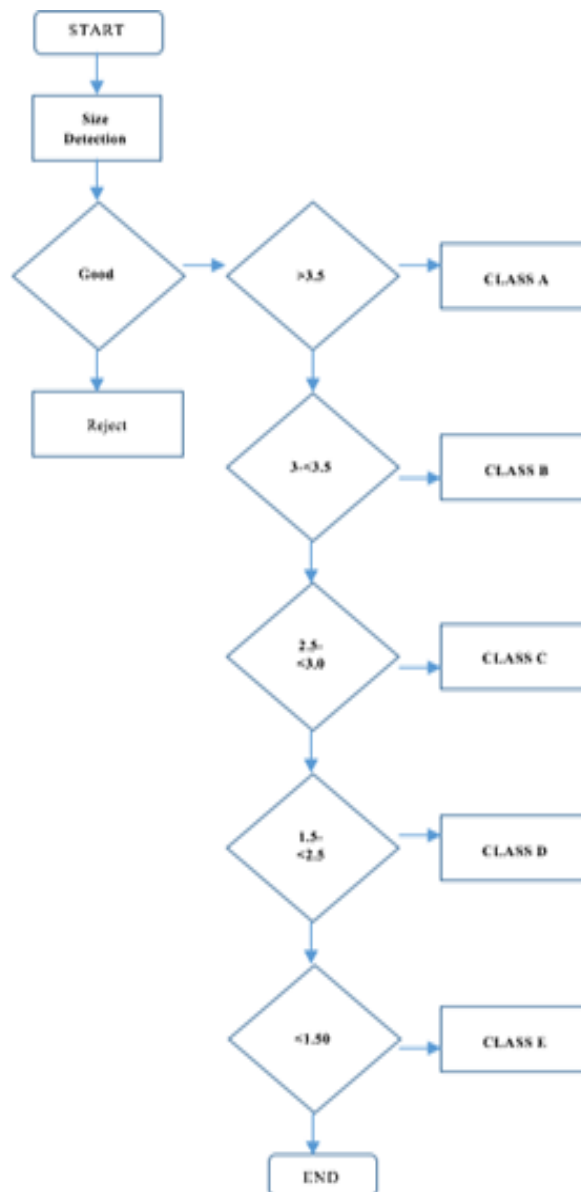 START
Size
Detection
Good
>3.5
CLASS A
Reject
3-<3.5
CLASS B
2.5-
<3.0
CLASS C
1.5-
<2.5
CLASS D
<1.50
CLASS E
END